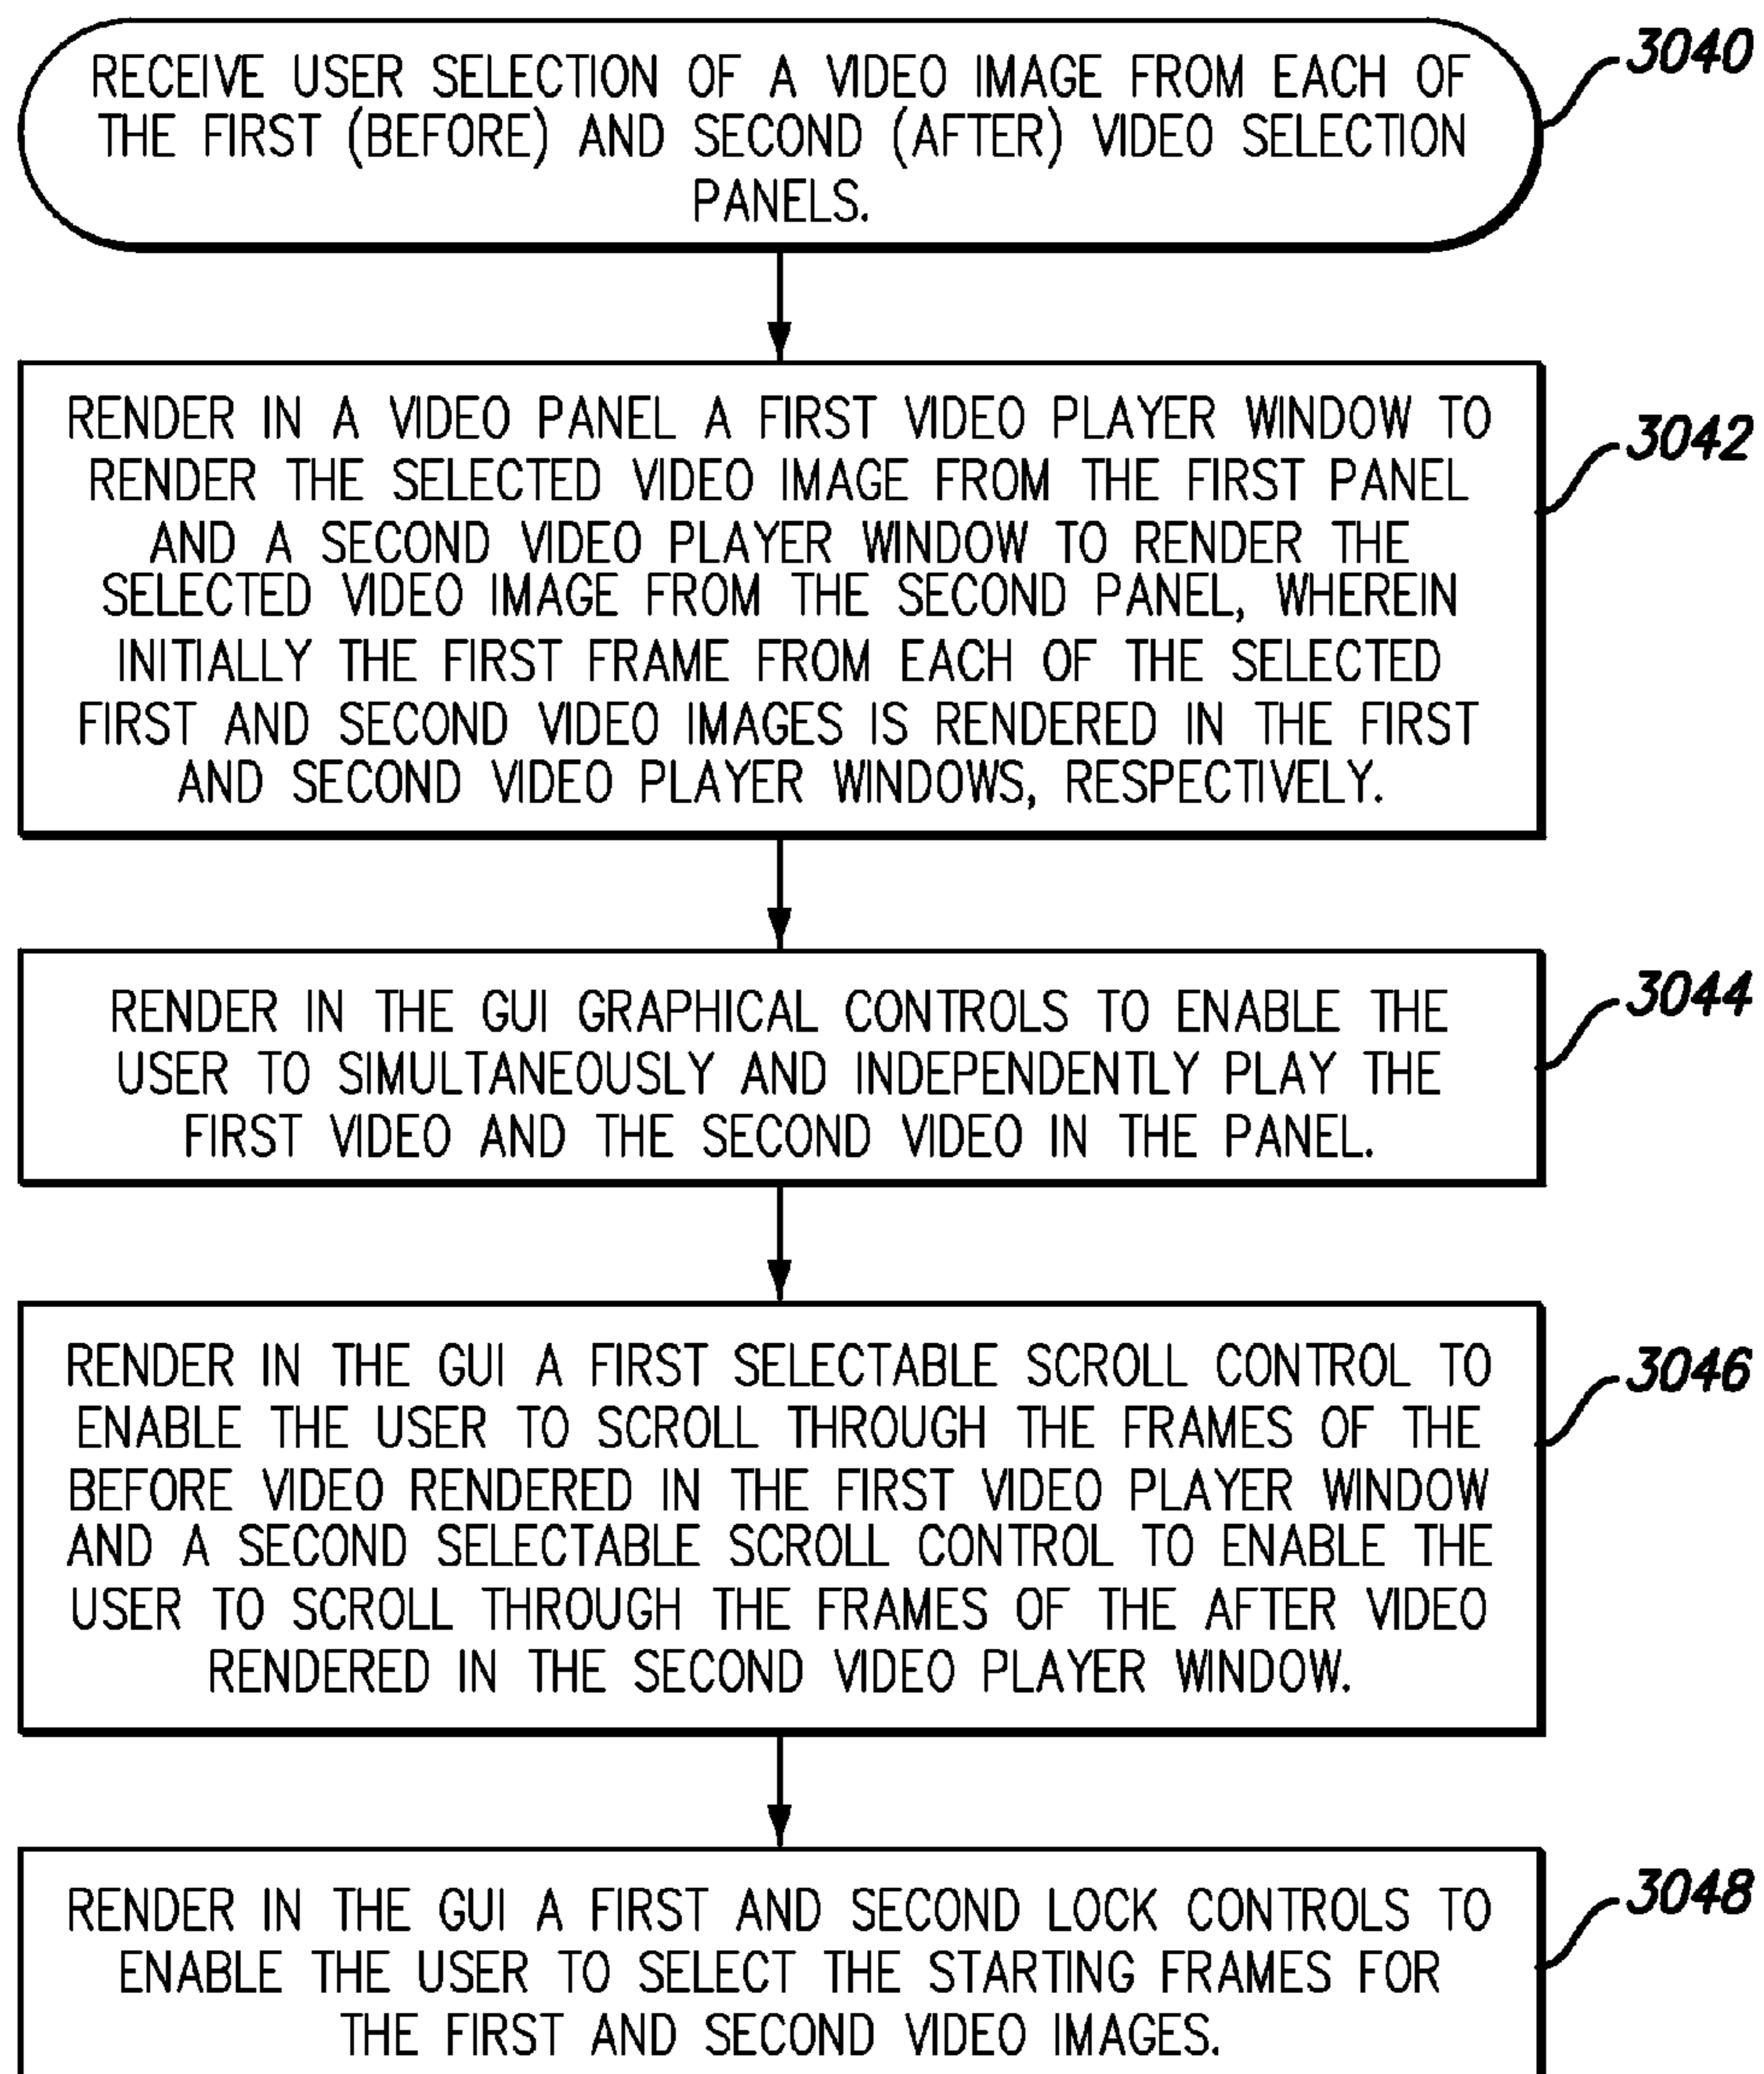 RECEIVE USER SELECTION OF A VIDEO IMAGE FROM EACH OF
THE FIRST (BEFORE) AND SECOND (AFTER) VIDEO SELECTION
PANELS.
3040
RENDER IN A VIDEO PANEL A FIRST VIDEO PLAYER WINDOW TO
RENDER THE SELECTED VIDEO IMAGE FROM THE FIRST PANEL
AND A SECOND VIDEO PLAYER WINDOW TO RENDER THE
SELECTED VIDEO IMAGE FROM THE SECOND PANEL, WHEREIN
INITIALLY THE FIRST FRAME FROM EACH OF THE SELECTED
FIRST AND SECOND VIDEO IMAGES IS RENDERED IN THE FIRST
AND SECOND VIDEO PLAYER WINDOWS, RESPECTIVELY.
3042
RENDER IN THE GUI GRAPHICAL CONTROLS TO ENABLE THE
USER TO SIMULTANEOUSLY AND INDEPENDENTLY PLAY THE
FIRST VIDEO AND THE SECOND VIDEO IN THE PANEL.
3044
RENDER IN THE GUI A FIRST SELECTABLE SCROLL CONTROL TO
ENABLE THE USER TO SCROLL THROUGH THE FRAMES OF THE
BEFORE VIDEO RENDERED IN THE FIRST VIDEO PLAYER WINDOW
AND A SECOND SELECTABLE SCROLL CONTROL TO ENABLE THE
USER TO SCROLL THROUGH THE FRAMES OF THE AFTER VIDEO
RENDERED IN THE SECOND VIDEO PLAYER WINDOW.
3046
RENDER IN THE GUI A FIRST AND SECOND LOCK CONTROLS TO
ENABLE THE USER TO SELECT THE STARTING FRAMES FOR
THE FIRST AND SECOND VIDEO IMAGES.
3048